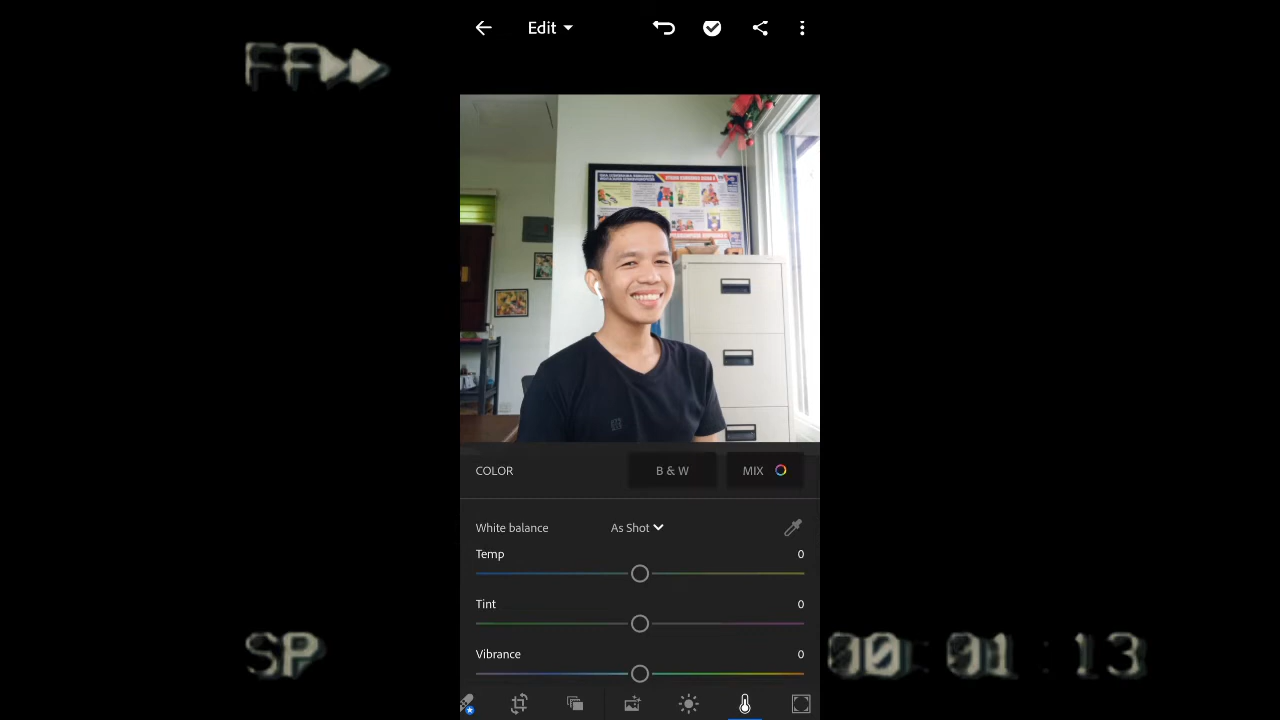 FF
Edit
COLOR
B & W
MIX
White balance
As Shot
Temp
0
Tint
0
Vibrance
0
SP
00:01:13